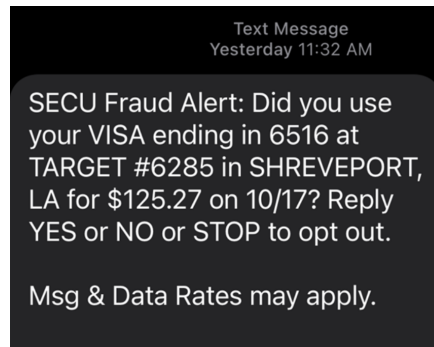 Text Message
Yesterday 11:32 AM
SECU Fraud Alert: Did you use
your VISA ending in 6516 at
TARGET #6285 in SHREVEPORT,
LA for $125.27 on 10/17? Reply
YES or NO or STOP to opt out.
Msg & Data Rates may apply.